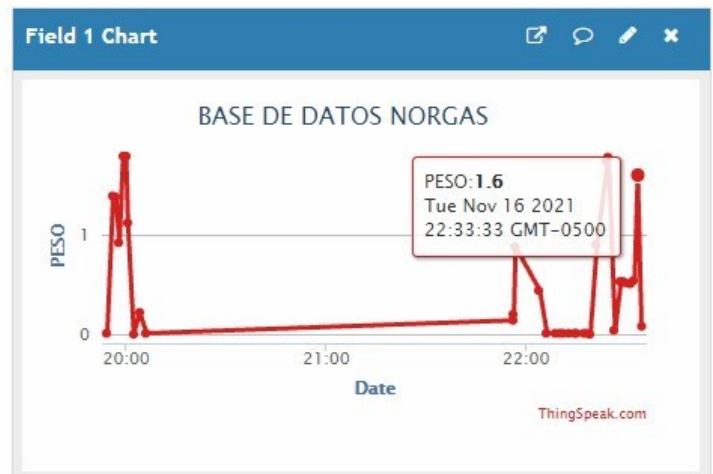 Field 1 Chart
BASE DE DATOS NORGAS
PESO:1.6
Tue Nov 16 2021
22:33:33 GMT-0500
PESO
1
0
20:00
21:00
22:00
Date
ThingSpeak.com